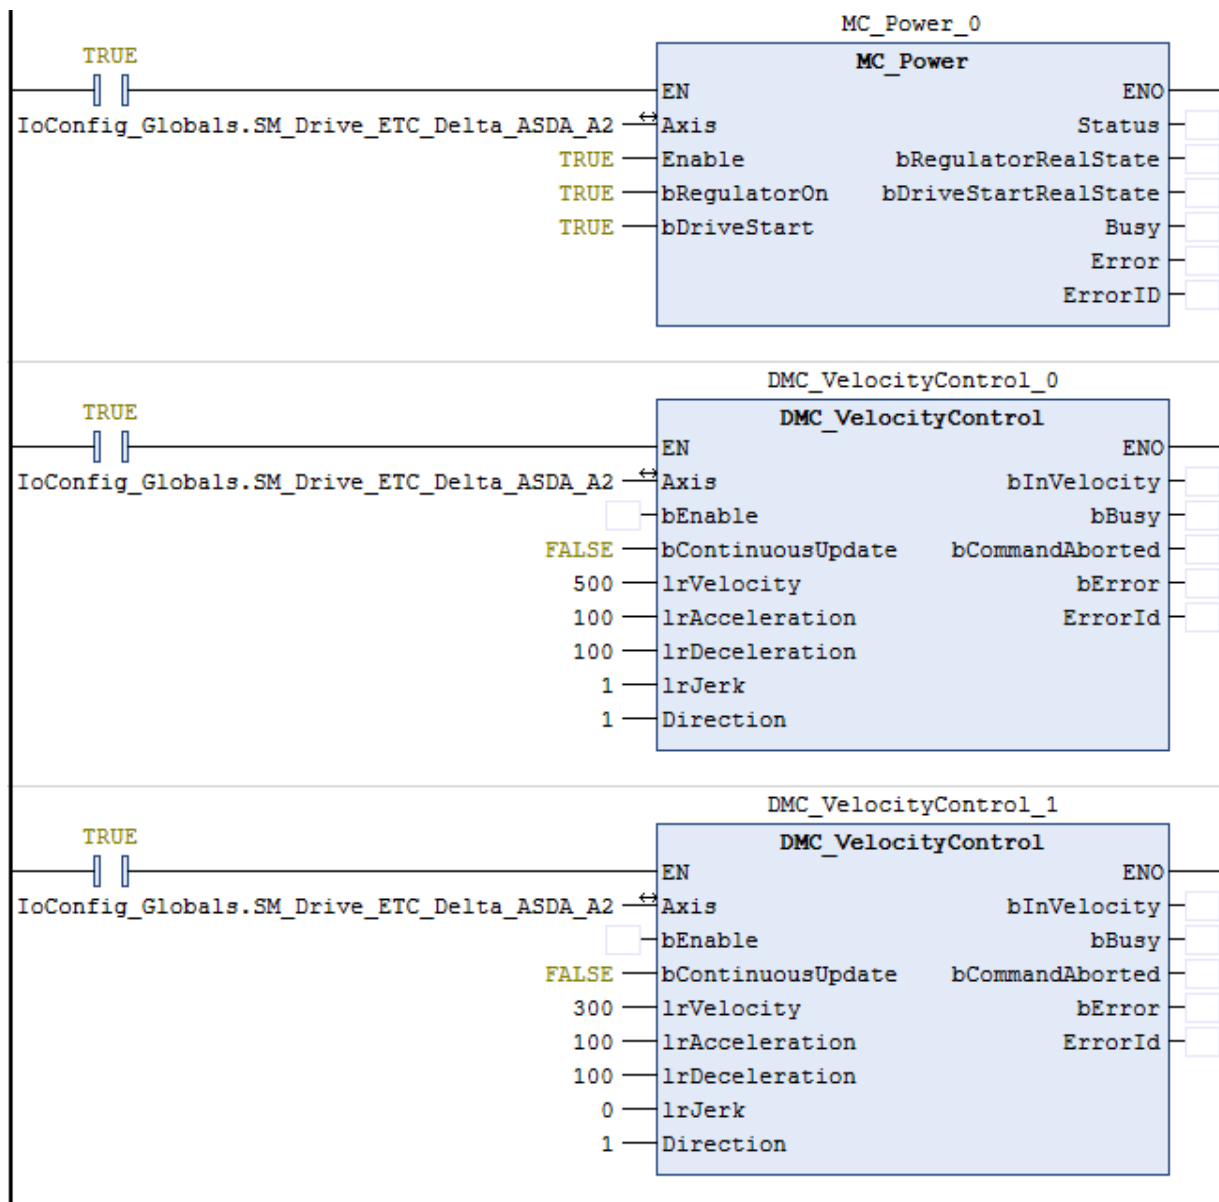 MC_Power_0
TRUE
MC_Power
EN ENO
IoConfig_Globals.SM_Drive_ETC_Delta_ASDA_A2 Axis Status
TRUE Enable bRegulatorRealState
TRUE bRegulatorOn bDriveStartRealState
TRUE bDriveStart Busy
Error
ErrorID
DMC_VelocityControl_0
TRUE
DMC_VelocityControl
EN ENO
IoConfig_Globals.SM_Drive_ETC_Delta_ASDA_A2 Axis bInVelocity
bEnable bBusy
FALSE bContinuousUpdate bCommandAborted
500 lrVelocity bError
100 lrAcceleration ErrorId
100 lrDeceleration
1 lrJerk
1 Direction
DMC_VelocityControl_1
TRUE
DMC_VelocityControl
EN ENO
IoConfig_Globals.SM_Drive_ETC_Delta_ASDA_A2 Axis bInVelocity
bEnable bBusy
FALSE bContinuousUpdate bCommandAborted
300 lrVelocity bError
100 lrAcceleration ErrorId
100 lrDeceleration
0 lrJerk
1 Direction